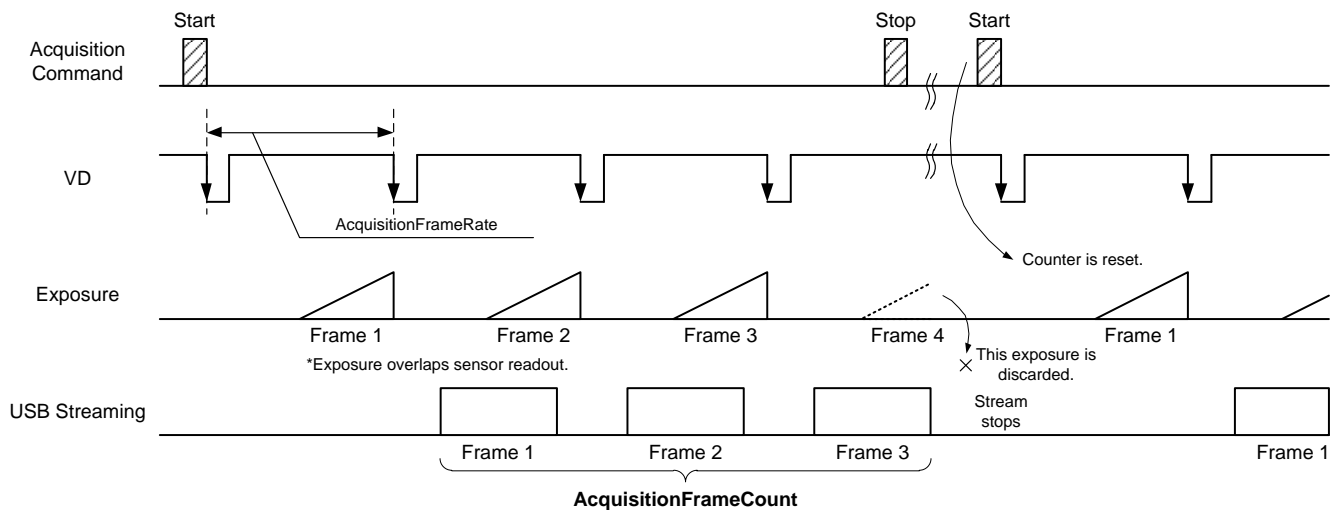 Start
Stop
Start
Acquisition
Command
VD
AcquisitionFrameRate
Counter is reset.
Exposure
Frame 1
Frame 2
Frame 3
Frame 4
Frame 1
*Exposure overlaps sensor readout.
This exposure is
discarded.
USB Streaming
Stream
stops
Frame 1
Frame 2
Frame 3
Frame 1
AcquisitionFrameCount